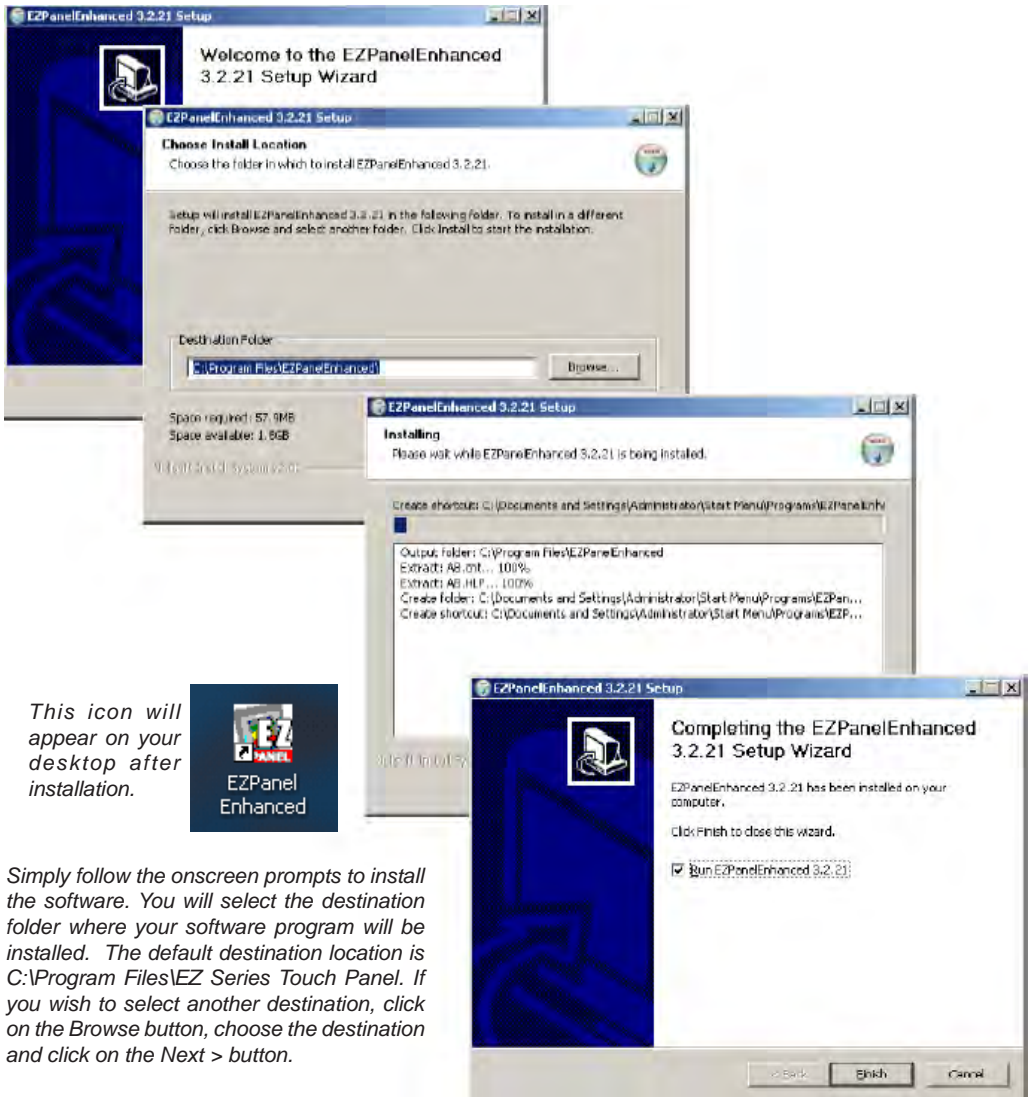 EZPanelEnhanced 3.2.21 Setup
Welcome to the EZPanelEnhanced
3.2.21 Setup Wizard
EZPanelEnhanced 3.2.21 Setup
Choose Install Location
Choose the folder in which to install EZPanelEnhanced 3.2.21.
Setup will install EZPanelEnhanced 3.2.21 in the following folder. To install in a different
folder, click Browse and select another folder. Click Install to start the installation.
Destination Folder
C:\Program Files\EZPanelEnhanced\
Browse...
Space required: 57.9MB
Space available: 1.8GB
EZPanelEnhanced 3.2.21 Setup
Installing
Please wait while EZPanelEnhanced 3.2.21 is being installed.
Create shortcut: C:\Documents and Settings\Administrator\Start Menu\Programs\EZPanelEnh
Output folder: C:\Program Files\EZPanelEnhanced
Extract: AB.cnt... 100%
Extract: AB.HLP... 100%
Create folder: C:\Documents and Settings\Administrator\Start Menu\Programs\EZPan...
Create shortcut: C:\Documents and Settings\Administrator\Start Menu\Programs\EZP...
EZPanelEnhanced 3.2.21 Setup
Completing the EZPanelEnhanced
3.2.21 Setup Wizard
EZPanelEnhanced 3.2.21 has been installed on your
computer.
Click Finish to close this wizard.
Run EZPanelEnhanced 3.2.21
< Back
Finish
Cancel
This icon will
appear on your
desktop after
installation.
EZ
PANEL
EZPanel
Enhanced
Simply follow the onscreen prompts to install
the software. You will select the destination
folder where your software program will be
installed. The default destination location is
C:\Program Files\EZ Series Touch Panel. If
you wish to select another destination, click
on the Browse button, choose the destination
and click on the Next > button.